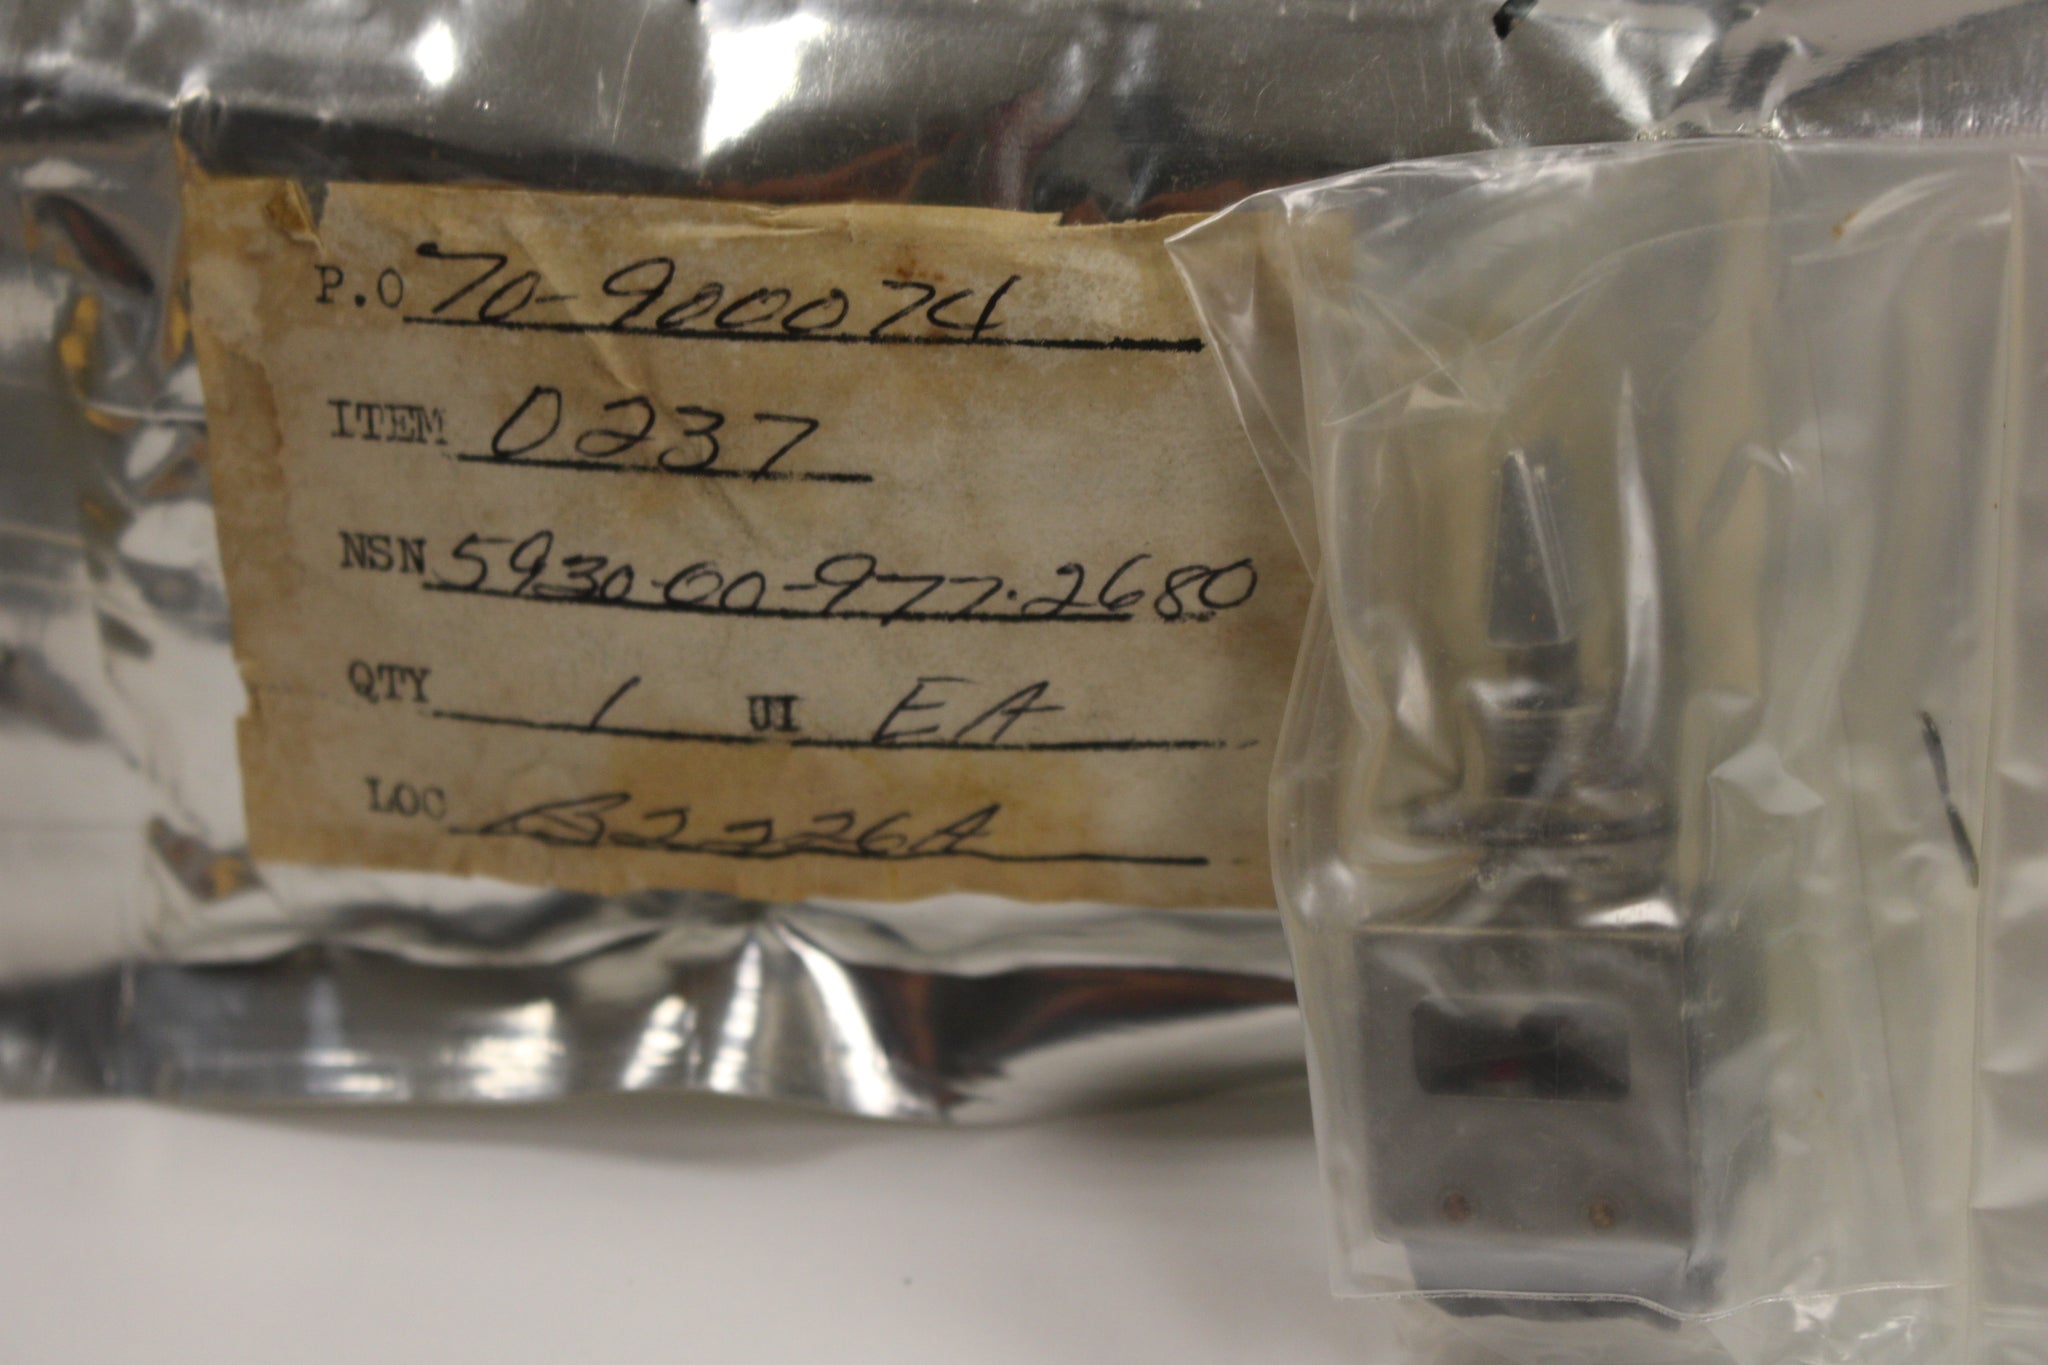 P.O 70-900074
ITEM 0237
NSN 5930-00-977-2680
QTY 1 UI EA
LOC B2226A